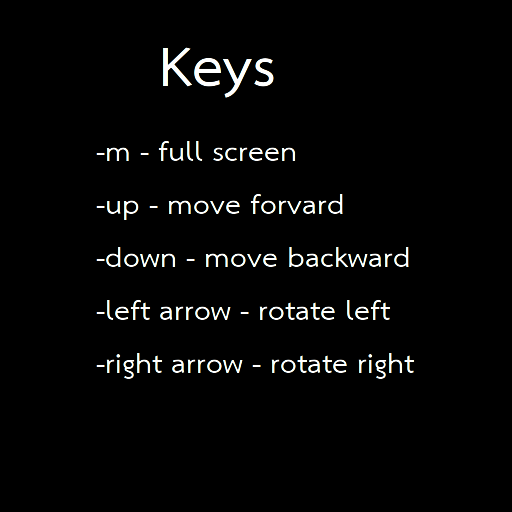 Keys
-m - full screen
-up - move forvard
-down - move backward
-left arrow - rotate left
-right arrow - rotate right